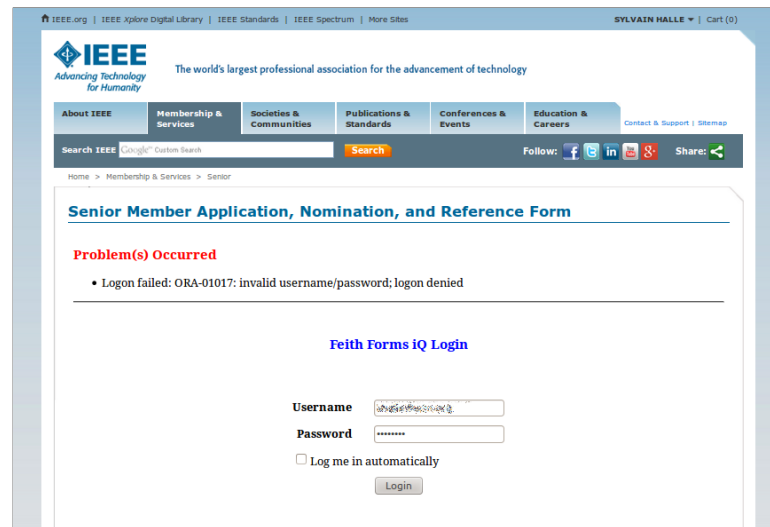 IEEE.org | IEEE Xplore Digital Library | IEEE Standards | IEEE Spectrum | More Sites
SYLVAIN HALLE | Cart (0)
IEEE
Advancing Technology
for Humanity
The world's largest professional association for the advancement of technology
About IEEE
Membership &
Services
Societies &
Communities
Publications &
Standards
Conferences &
Events
Education &
Careers
Contact & Support | Sitemap
Search IEEE Google™ Custom Search
Search
Follow:
Share:
Home > Membership & Services > Senior
Senior Member Application, Nomination, and Reference Form
Problem(s) Occurred
• Logon failed: ORA-01017: invalid username/password; logon denied
Feith Forms iQ Login
Username
Password ••••••••
Log me in automatically
Login